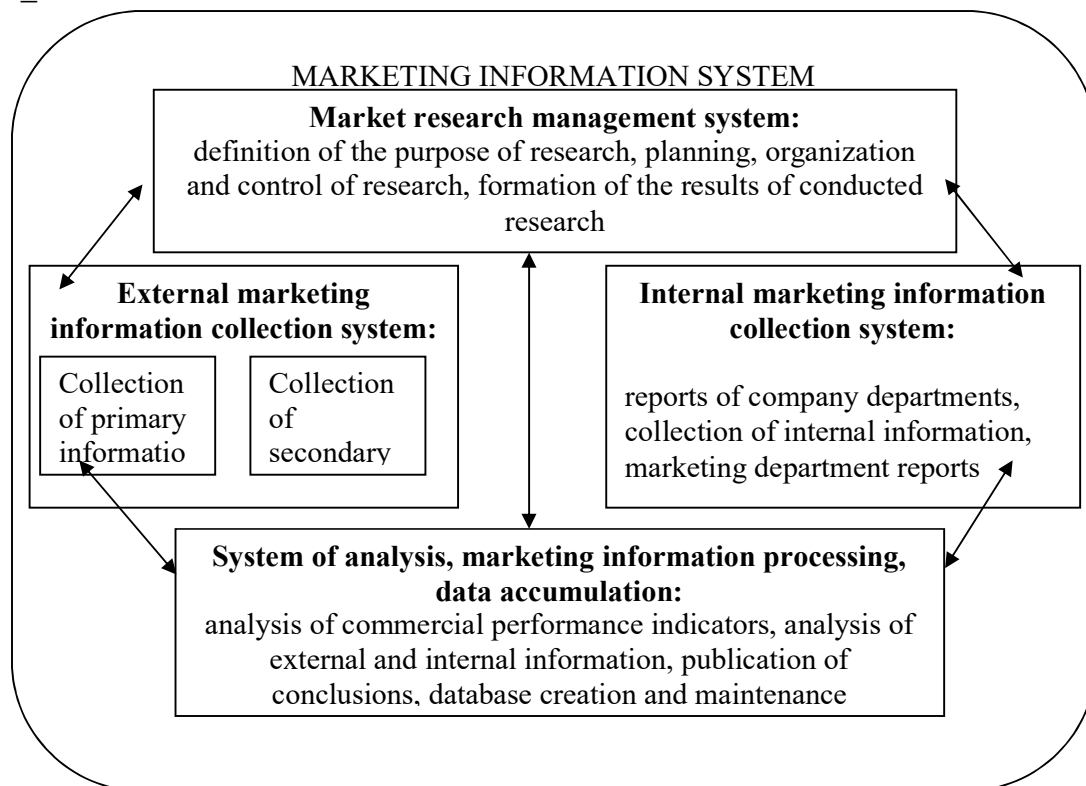 MARKETING INFORMATION SYSTEM
Market research management system:
definition of the purpose of research, planning, organization
and control of research, formation of the results of conducted
research
External marketing
information collection system:
Collection
of primary
informatio
Collection
of
secondary
Internal marketing information
collection system:
reports of company departments,
collection of internal information,
marketing department reports
System of analysis, marketing information processing,
data accumulation:
analysis of commercial performance indicators, analysis of
external and internal information, publication of
conclusions, database creation and maintenance